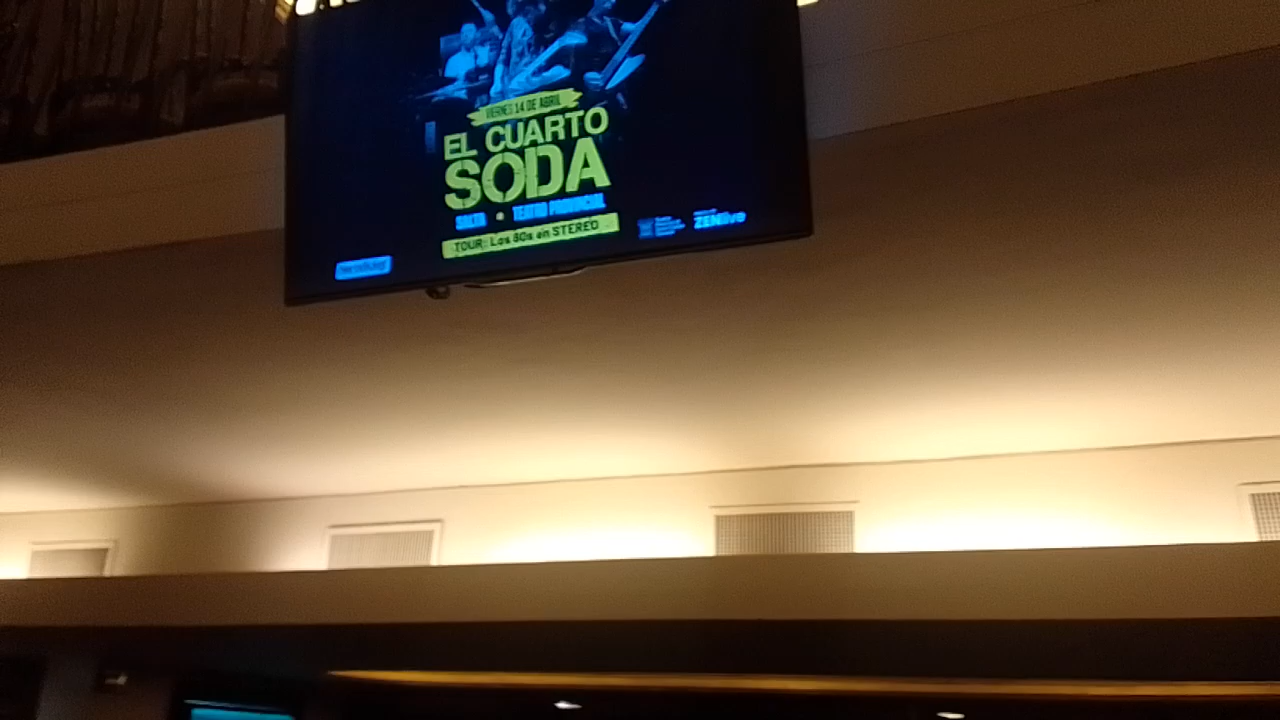 VIERNES 14 DE ABRIL
EL CUARTO
SODA
SALTA • TEATRO PROVINCIAL
TOUR: Los 80s en STEREO
ZENlive